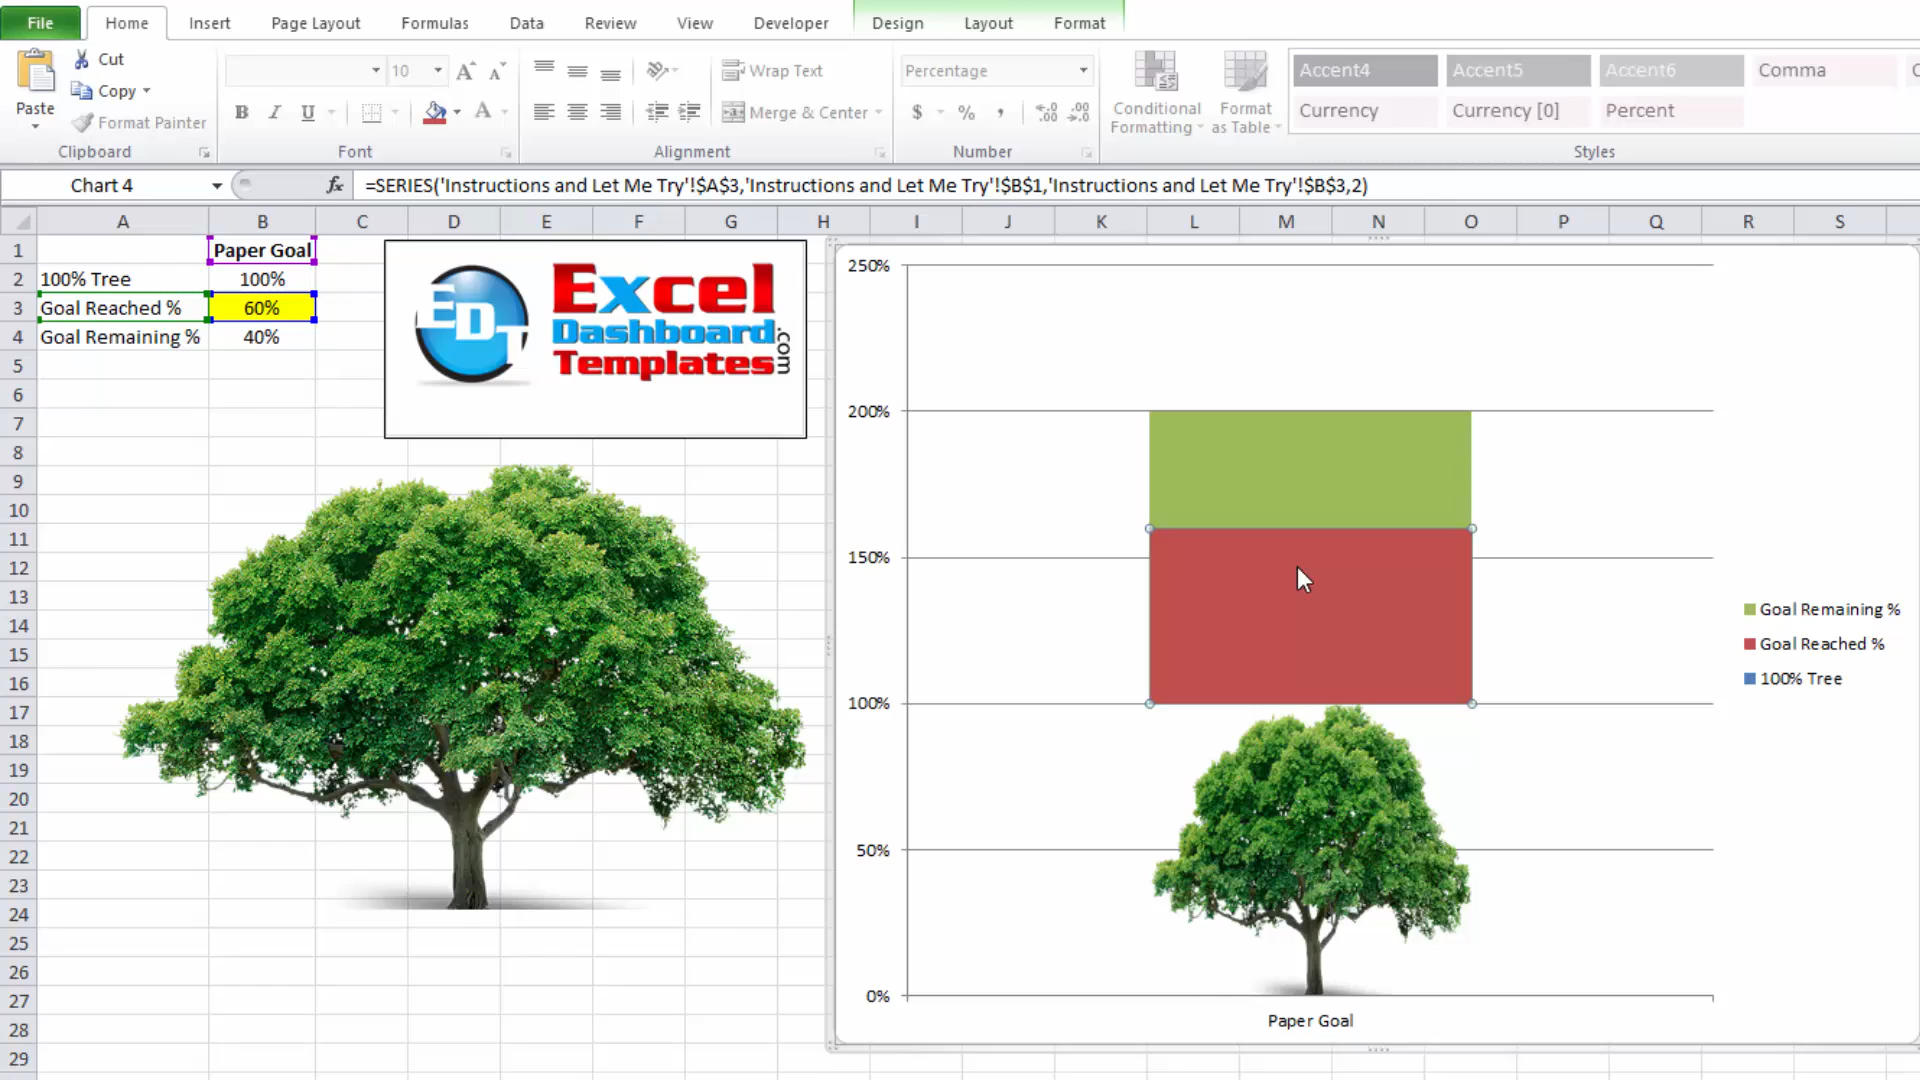 File Home Insert Page Layout Formulas Data Review View Developer Design Layout Format
Paste
Cut
Copy
Format Painter
Clipboard
10 A A
B I U A
Font
Wrap Text
Merge & Center
Alignment
Percentage
$ % ,
Number
Conditional Formatting
Format as Table
Accent4 Accent5 Accent6 Comma
Currency Currency [0] Percent
Styles
Chart 4 fx =SERIES('Instructions and Let Me Try'!$A$3,'Instructions and Let Me Try'!$B$1,'Instructions and Let Me Try'!$B$3,2)
A B C D E F G H I J K L M N O P Q R S
1 Paper Goal
2 100% Tree 100%
3 Goal Reached % 60%
4 Goal Remaining % 40%
5
6
7
8
9
10
11
12
13
14
15
16
17
18
19
20
21
22
23
24
25
26
27
28
29
EDT
Excel
Dashboard
Templates
.com
250%
200%
150%
100%
50%
0%
Paper Goal
Goal Remaining %
Goal Reached %
100% Tree